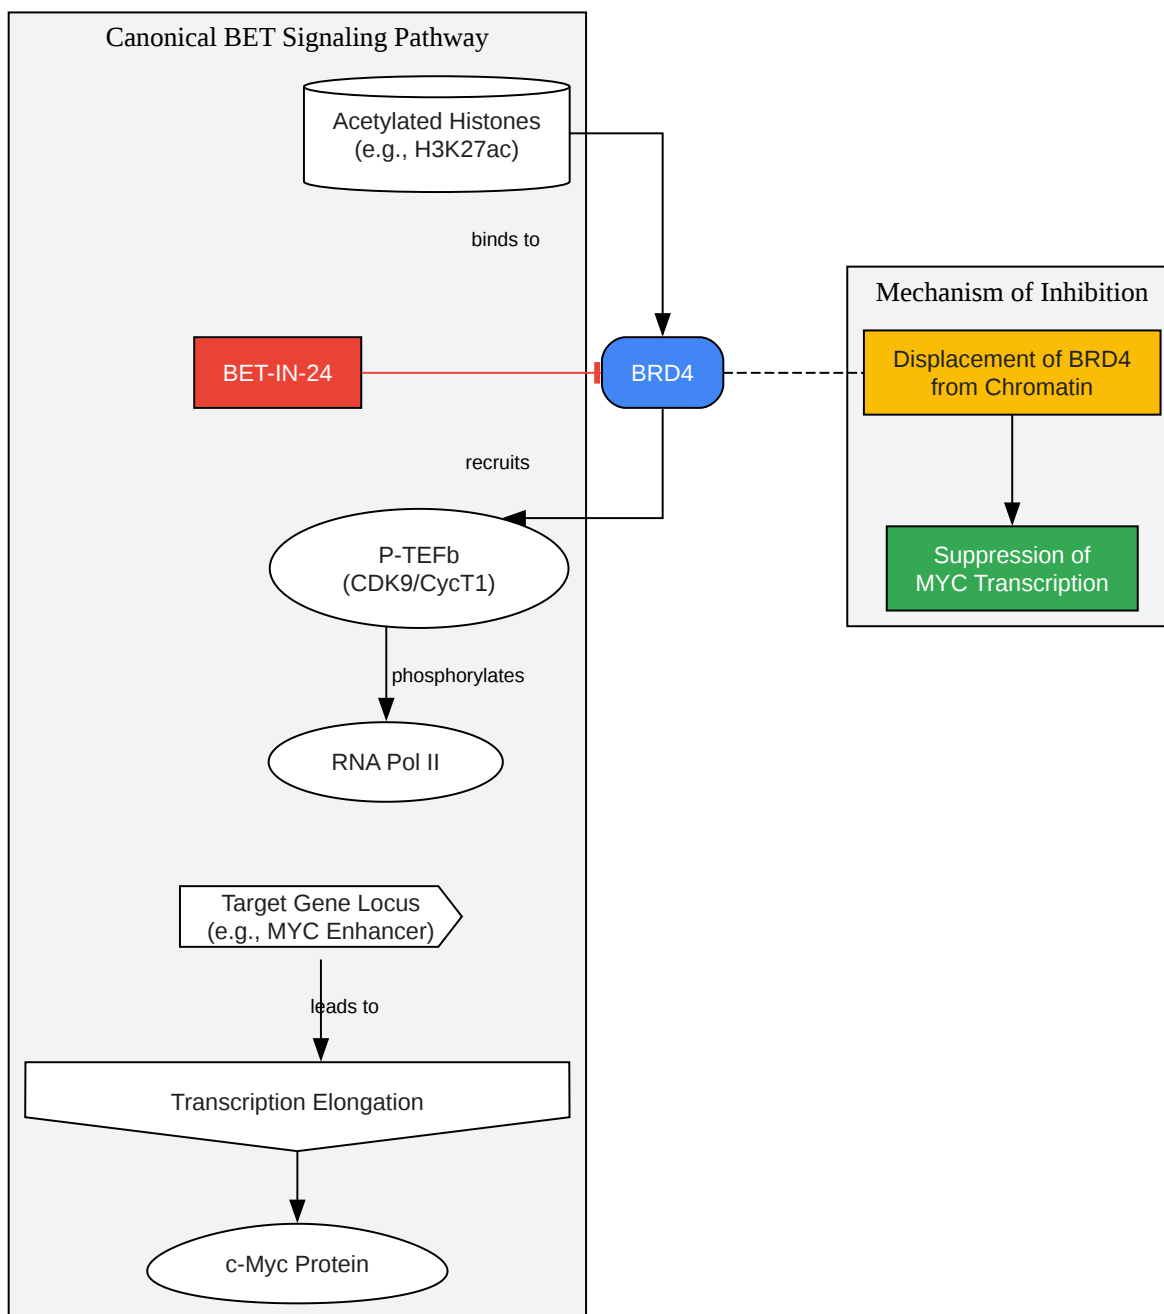 Canonical BET Signaling Pathway
Acetylated Histones
(e.g., H3K27ac)
binds to
Mechanism of Inhibition
BET-IN-24
BRD4
Displacement of BRD4
from Chromatin
recruits
P-TEFb
(CDK9/CycT1)
Suppression of
MYC Transcription
phosphorylates
RNA Pol II
Target Gene Locus
(e.g., MYC Enhancer)
leads to
Transcription Elongation
c-Myc Protein